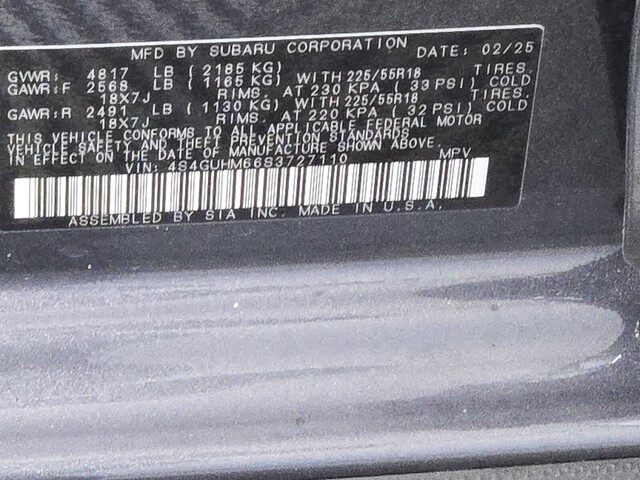 MFD BY SUBARU CORPORATION DATE: 02/25
GVWR: 4817 LB (2185 KG)
GAWR:F 2568 LB (1165 KG) WITH 225/55R18 TIRES.
18X7J RIMS. AT 230 KPA (33 PSI) COLD
GAWR:R 2491 LB (1130 KG) WITH 225/55R18 TIRES.
18X7J RIMS. AT 220 KPA (32 PSI) COLD
THIS VEHICLE CONFORMS TO ALL APPLICABLE FEDERAL MOTOR
VEHICLE SAFETY AND THEFT PREVENTION STANDARDS
IN EFFECT ON THE DATE OF MANUFACTURE SHOWN ABOVE.
VIN: 4S4GUHM66S3727110 MPV
ASSEMBLED BY SIA INC. MADE IN U.S.A.